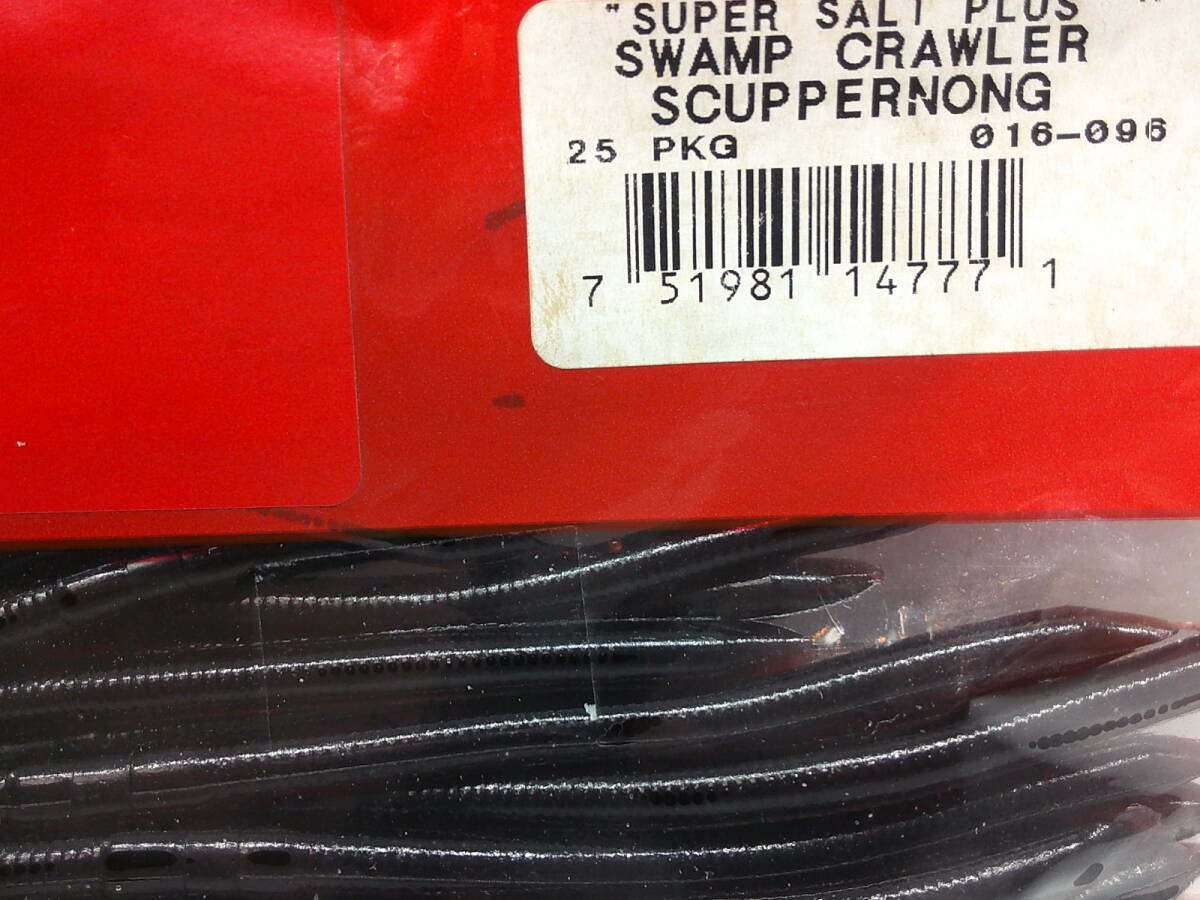 "SUPER SALT PLUS"
SWAMP CRAWLER
SCUPPERNONG
25 PKG 016-096
7 51981 14777 1